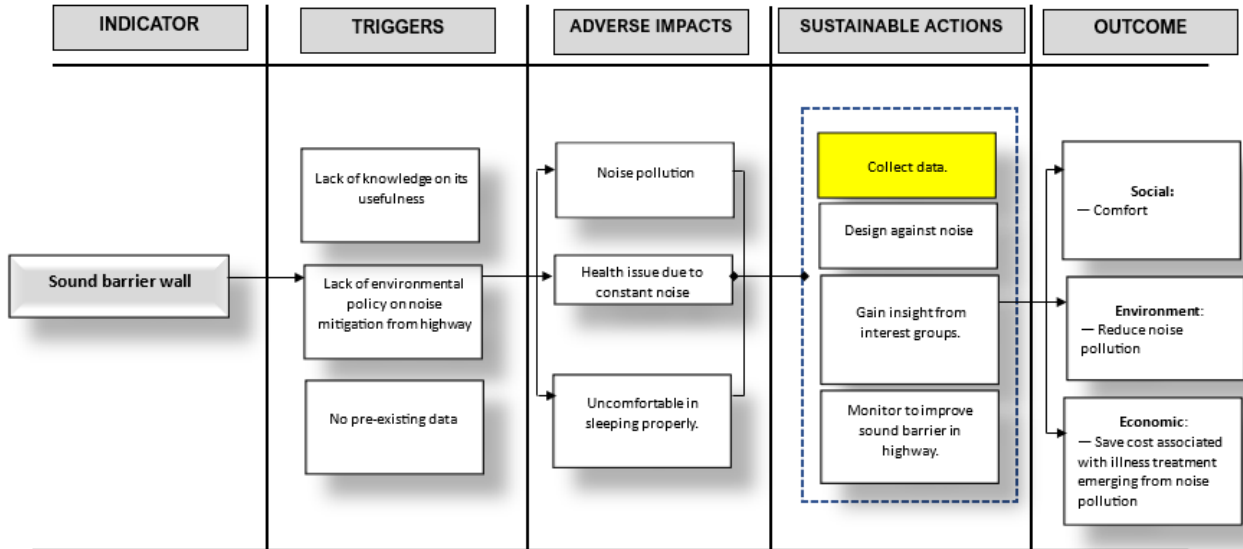 INDICATOR
TRIGGERS
ADVERSE IMPACTS
SUSTAINABLE ACTIONS
OUTCOME
Sound barrier wall
Lack of knowledge on its
usefulness
Lack of environmental
policy on noise
mitigation from highway
No pre-existing data
Noise pollution
Health issue due to
constant noise
Uncomfortable in
sleeping properly.
Collect data.
Design against noise
Gain insight from
interest groups.
Monitor to improve
sound barrier in
highway.
Social:
— Comfort
Environment:
— Reduce noise
pollution
Economic:
— Save cost associated
with illness treatment
emerging from noise
pollution